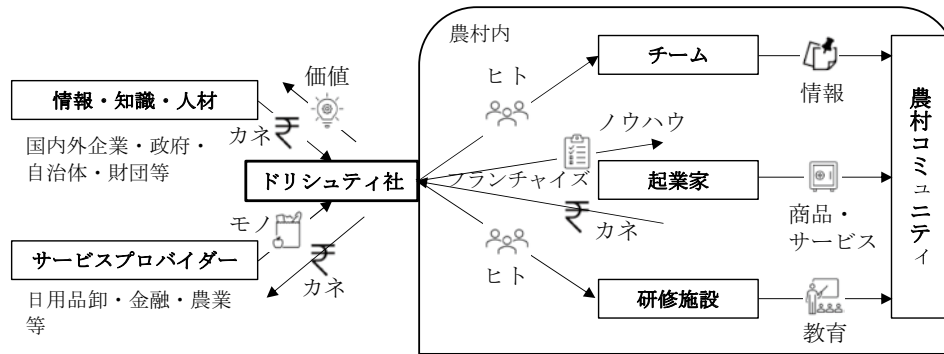 農村内
価値
情報・知識・人材
カネ
国内外企業・政府・
自治体・財団等
ドリシュティ社
モノ
サービスプロバイダー
カネ
日用品卸・金融・農業
等
ヒト
チーム
情報
ノウハウ
フランチャイズ
起業家
カネ
商品・
サービス
ヒト
研修施設
教育
農村コミュニティ